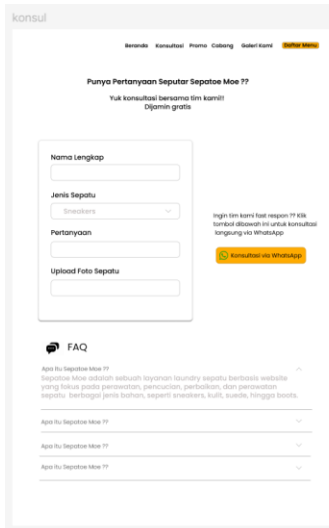 konsul
Beranda Konsultasi Promo Cabang Galeri Kami Daftar Menu
Punya Pertanyaan Seputar Sepatoe Moe ??
Yuk konsultasi bersama tim kami!!
Dijamin gratis
Nama Lengkap
Jenis Sepatu
Sneakers
Pertanyaan
Upload Foto Sepatu
Ingin tim kami fast respon ?? Klik
tombol dibawah ini untuk konsultasi
langsung via WhatsApp
Konsultasi via WhatsApp
FAQ
Apa Itu Sepatoe Moe ??
Sepatoe Moe adalah sebuah layanan laundry sepatu berbasis website
yang fokus pada perawatan, pencucian, perbaikan, dan perawatan
sepatu berbagai jenis bahan, seperti sneakers, kulit, suede, hingga boots.
Apa Itu Sepatoe Moe ??
Apa Itu Sepatoe Moe ??
Apa Itu Sepatoe Moe ??